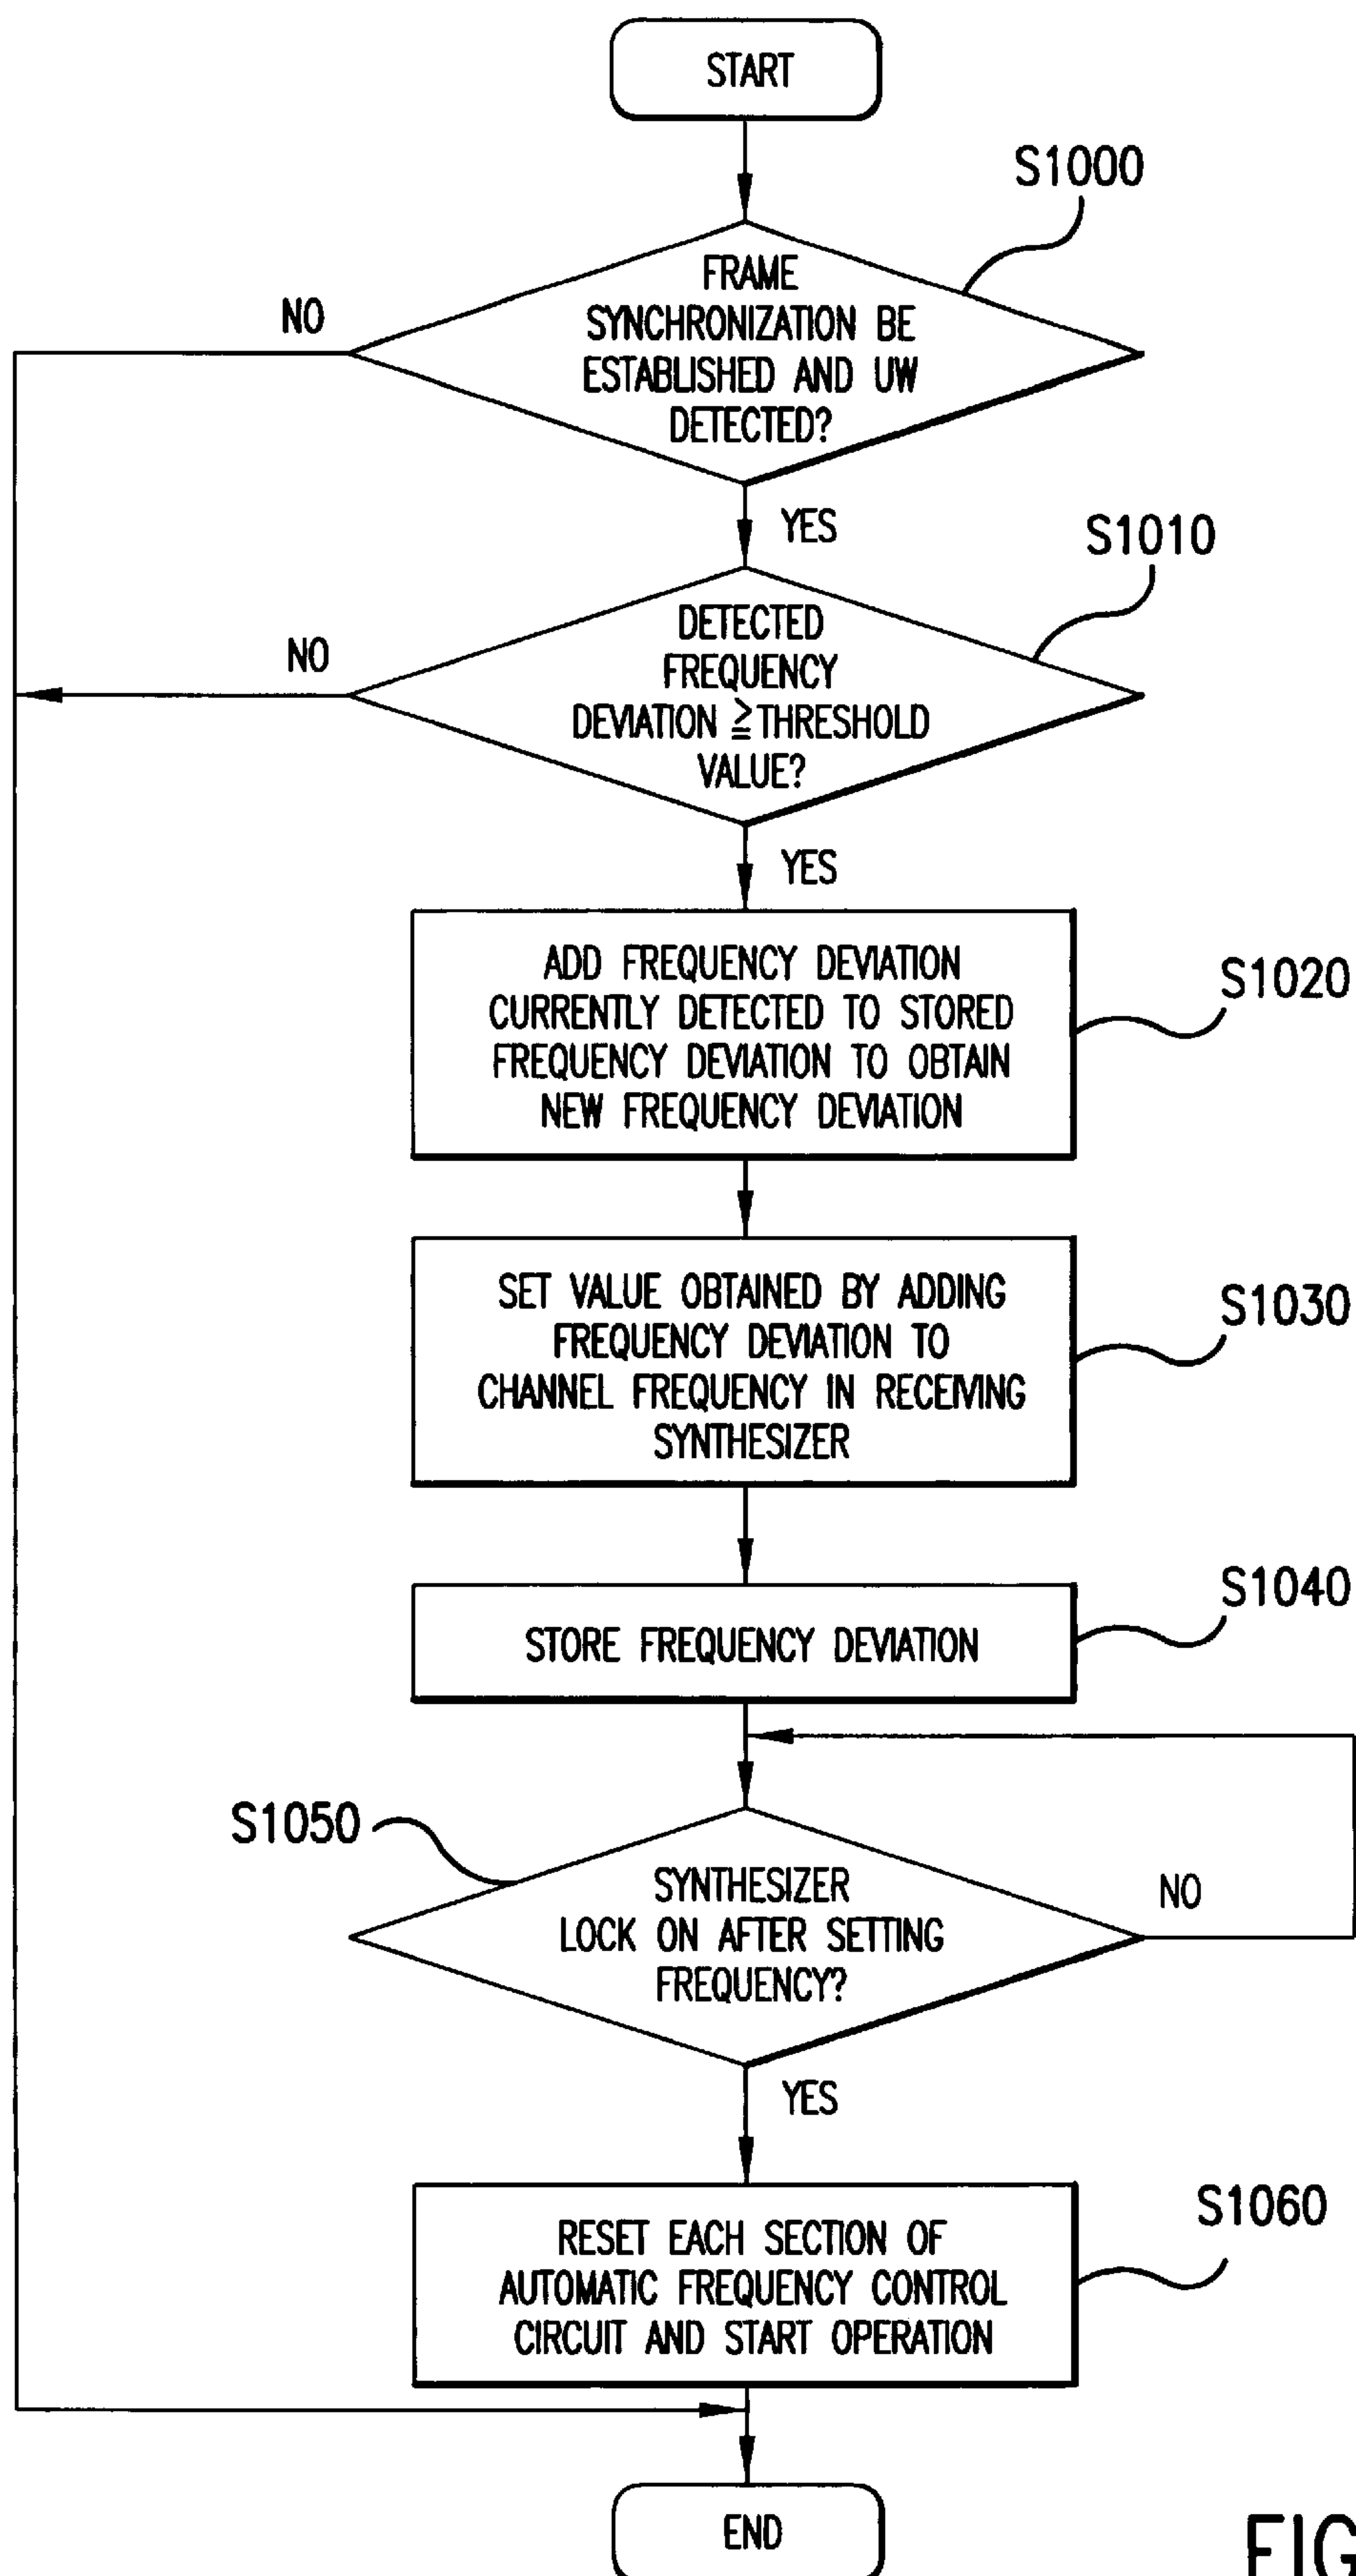 START
S1000
FRAME
SYNCHRONIZATION BE
ESTABLISHED AND UW
DETECTED?
NO
YES
S1010
DETECTED
FREQUENCY
DEVIATION ≧ THRESHOLD
VALUE?
NO
YES
ADD FREQUENCY DEVIATION
CURRENTLY DETECTED TO STORED
FREQUENCY DEVIATION TO OBTAIN
NEW FREQUENCY DEVIATION
S1020
SET VALUE OBTAINED BY ADDING
FREQUENCY DEVIATION TO
CHANNEL FREQUENCY IN RECEIVING
SYNTHESIZER
S1030
STORE FREQUENCY DEVIATION
S1040
S1050
SYNTHESIZER
LOCK ON AFTER SETTING
FREQUENCY?
NO
YES
RESET EACH SECTION OF
AUTOMATIC FREQUENCY CONTROL
CIRCUIT AND START OPERATION
S1060
END
FIG